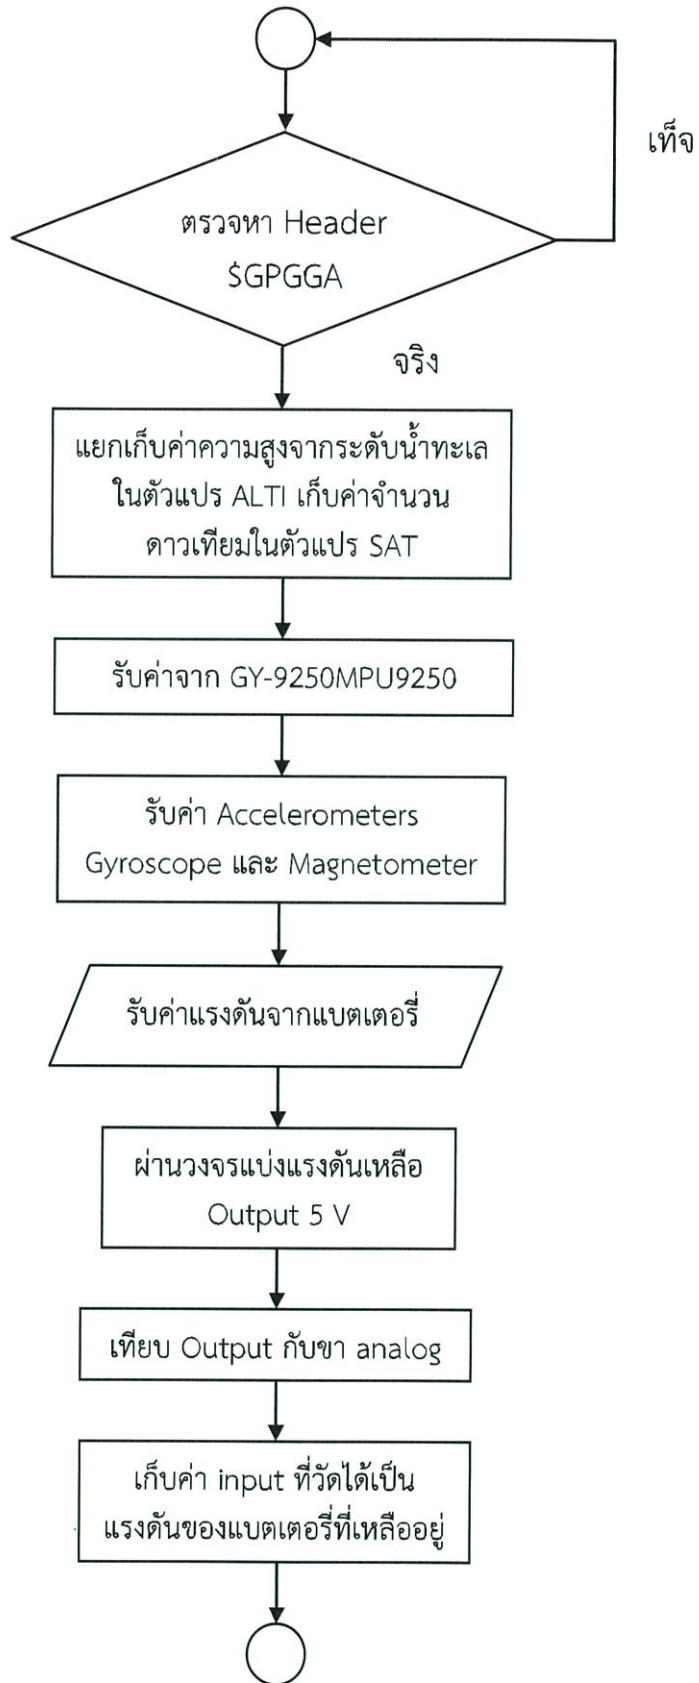 เท็จ
ตรวจหา Header
$GPGGA
จริง
แยกเก็บค่าความสูงจากระดับน้ำทะเล
ในตัวแปร ALTI เก็บค่าจำนวน
ดาวเทียมในตัวแปร SAT
รับค่าจาก GY-9250MPU9250
รับค่า Accelerometers
Gyroscope และ Magnetometer
รับค่าแรงดันจากแบตเตอรี่
ผ่านวงจรแบ่งแรงดันเหลือ
Output 5 V
เทียบ Output กับขา analog
เก็บค่า input ที่วัดได้เป็น
แรงดันของแบตเตอรี่ที่เหลืออยู่